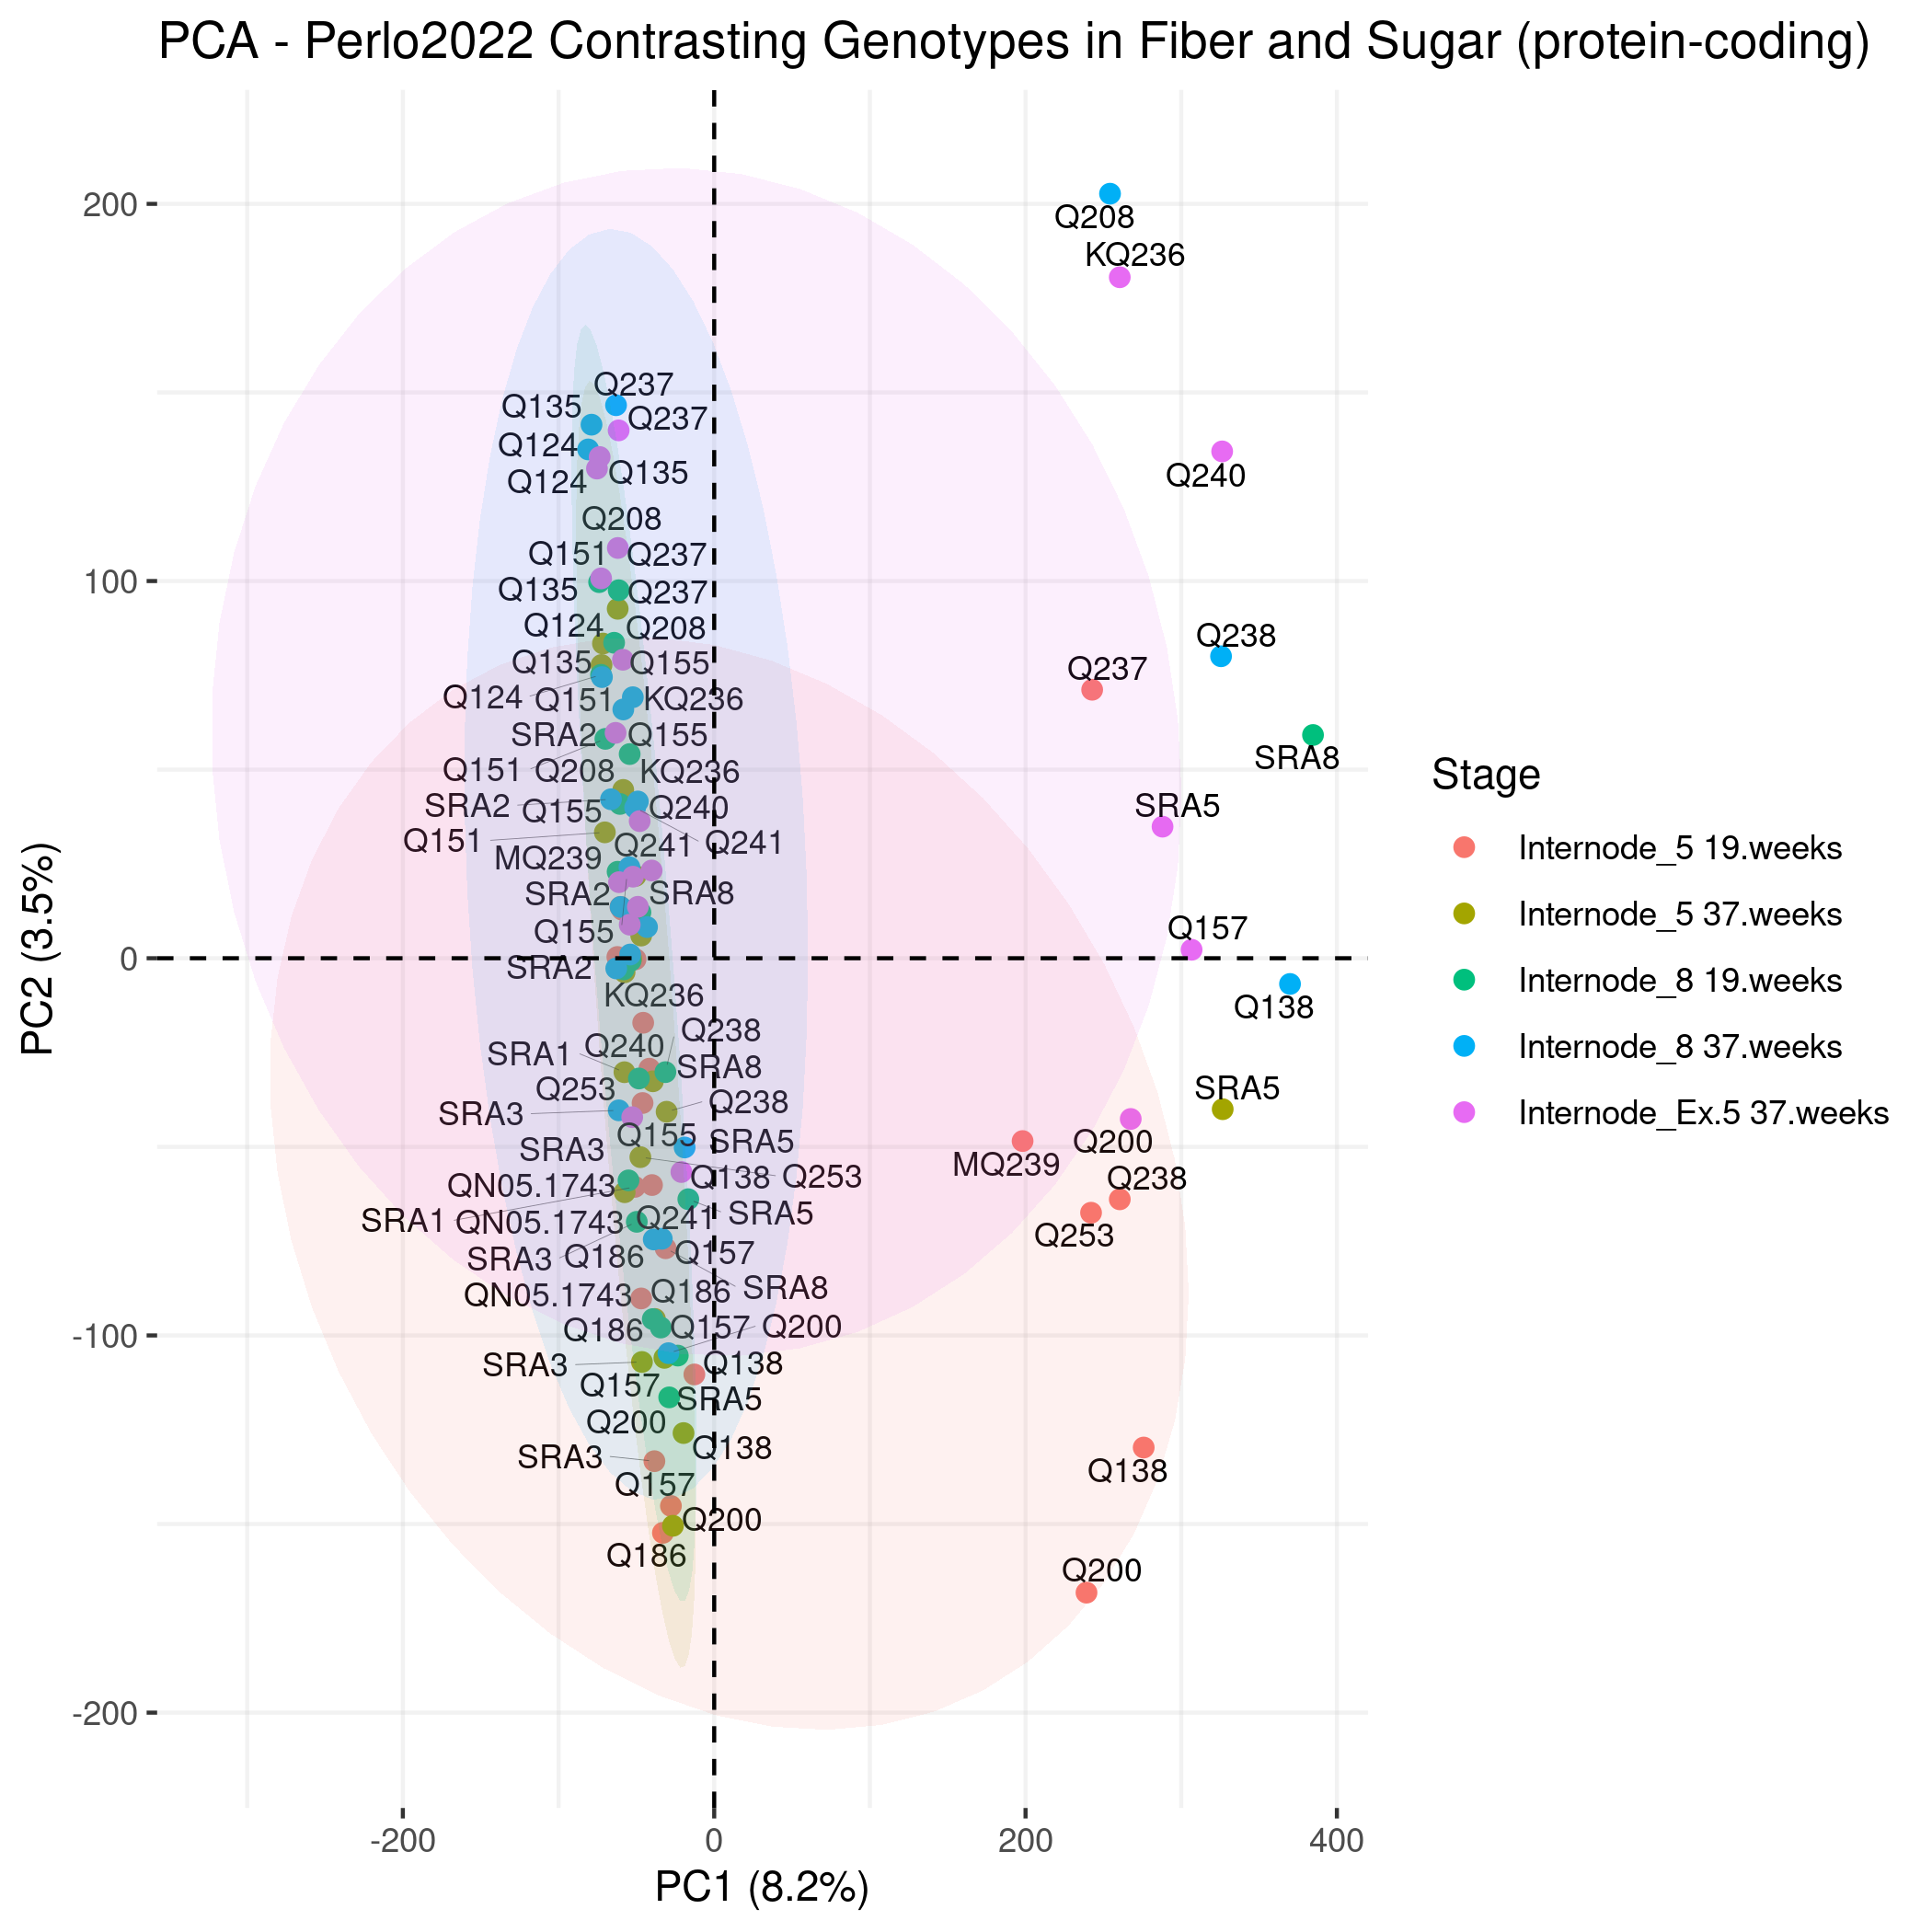 PCA - Perlo2022 Contrasting Genotypes in Fiber and Sugar (protein-coding)
200
Q208
KQ236
Q237
Q135
Q237
Q124
Q135
Q124
Q240
Q208
Q151
Q237
100
Q135
Q237
Q124
Q208
Q238
Q135
Q155
Q237
Q124
Q151
KQ236
SRA2
Q155
SRA8
Q151
Q208
KQ236
Stage
SRA2
Q155
Q240
SRA5
Q151
Q241
Q241
Internode_5 19.weeks
MQ239
SRA2
SRA8
Internode_5 37.weeks
Q155
Q157
PC2 (3.5%)
0
SRA2
Internode_8 19.weeks
KQ236
Q138
Q238
SRA1
Q240
Internode_8 37.weeks
SRA8
Q253
SRA5
Q238
SRA3
Internode_Ex.5 37.weeks
Q155
SRA5
Q200
SRA3
MQ239
Q138
Q253
Q238
QN05.1743
SRA5
SRA1
QN05.1743
Q241
Q253
SRA3
Q186
Q157
SRA8
QN05.1743
Q186
-100
Q186
Q157
Q200
SRA3
Q138
Q157
SRA5
Q200
Q138
SRA3
Q138
Q157
Q200
Q186
Q200
-200
-200
0
200
400
PC1 (8.2%)